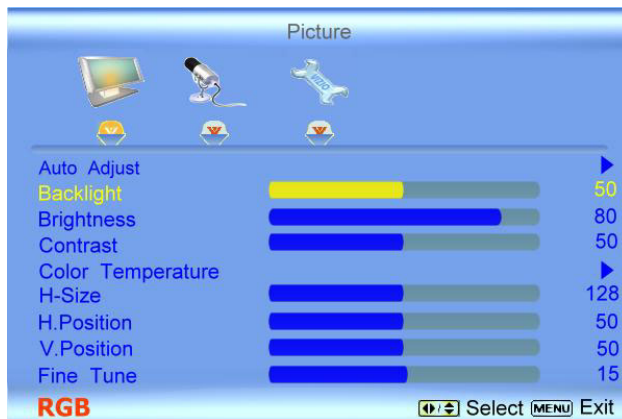 Picture
VIZIO
Auto Adjust
Backlight 50
Brightness 80
Contrast 50
Color Temperature
H-Size 128
H.Position 50
V.Position 50
Fine Tune 15
RGB Select MENU Exit